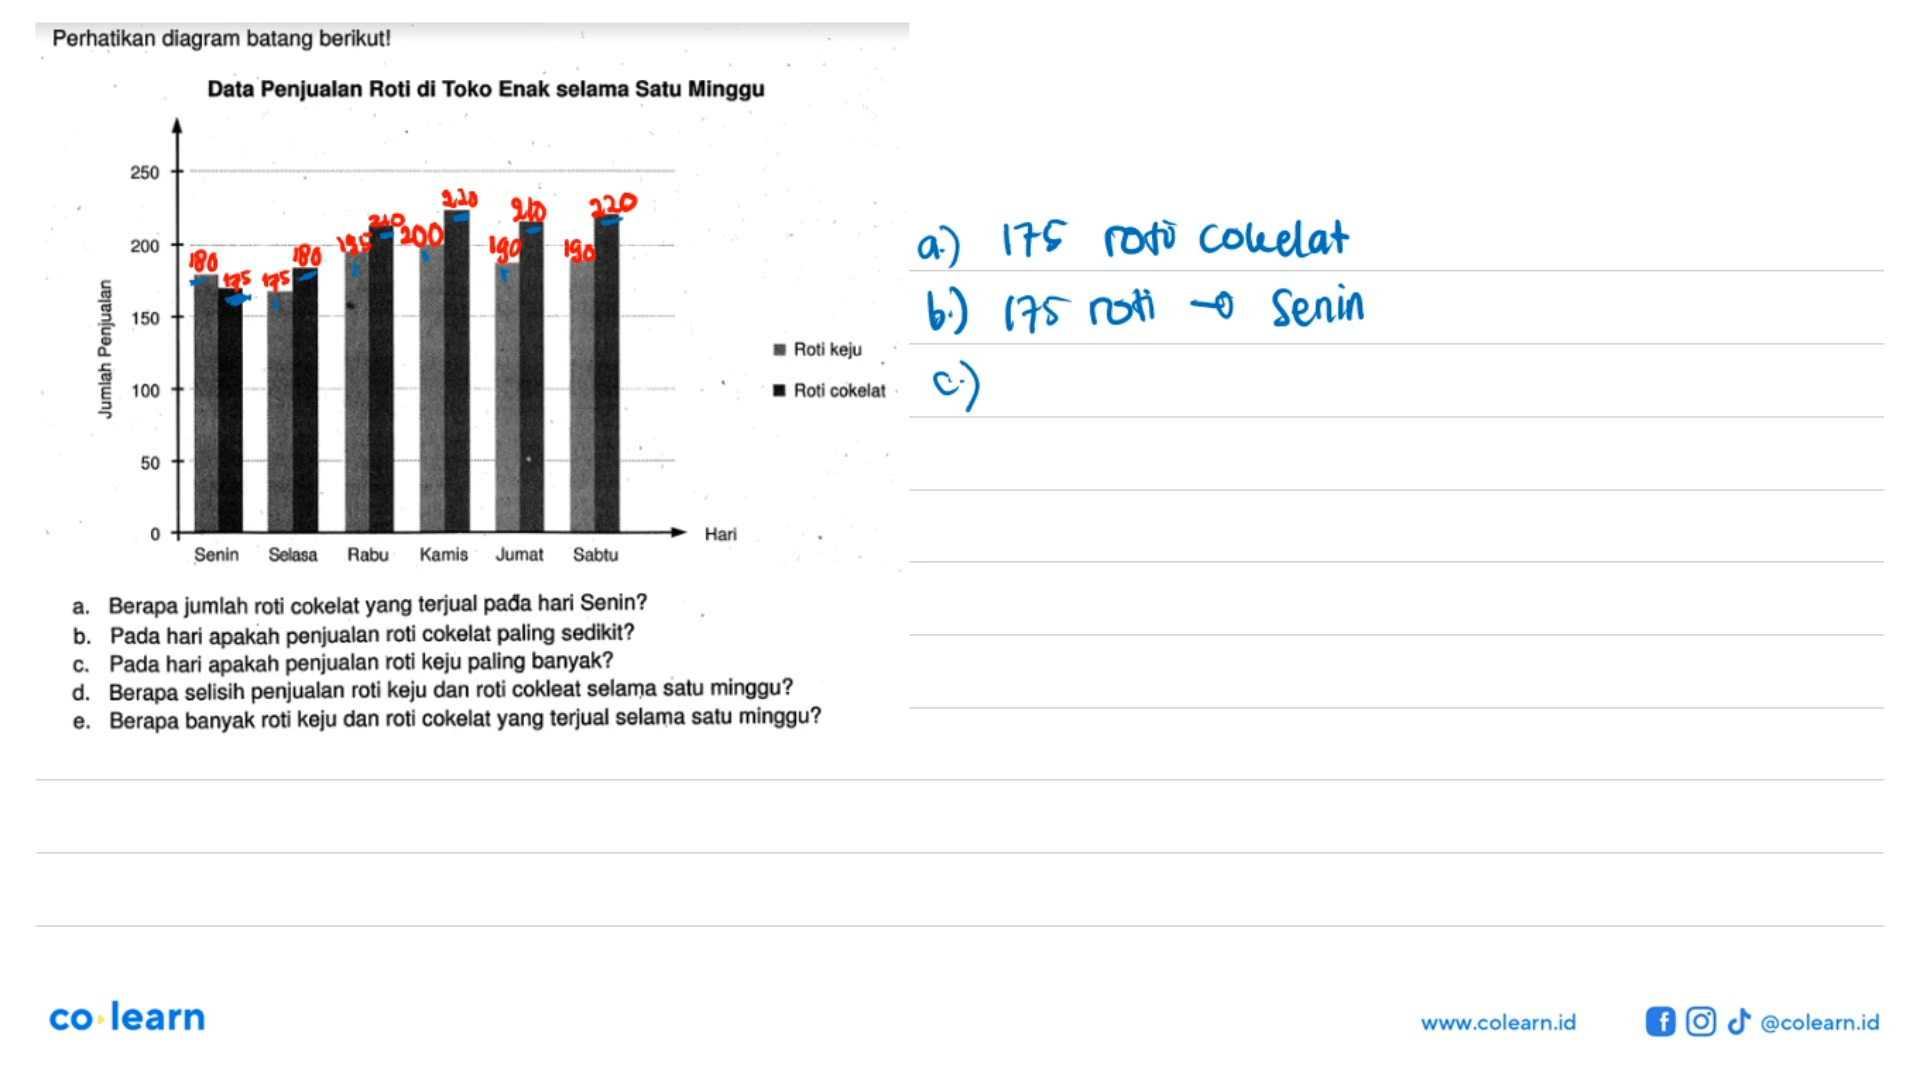 Perhatikan diagram batang berikut!
Data Penjualan Roti di Toko Enak selama Satu Minggu
Jumlah Penjualan
250
200
150
100
50
0
180 175 175 180 195 210 200 220 190 210 190 220
Senin Selasa Rabu Kamis Jumat Sabtu
Hari
Roti keju
Roti cokelat
a. Berapa jumlah roti cokelat yang terjual pada hari Senin?
b. Pada hari apakah penjualan roti cokelat paling sedikit?
c. Pada hari apakah penjualan roti keju paling banyak?
d. Berapa selisih penjualan roti keju dan roti cokleat selama satu minggu?
e. Berapa banyak roti keju dan roti cokelat yang terjual selama satu minggu?
a.) 175 roti cokelat
b.) 175 roti → Senin
c.)
co learn
www.colearn.id
@colearn.id